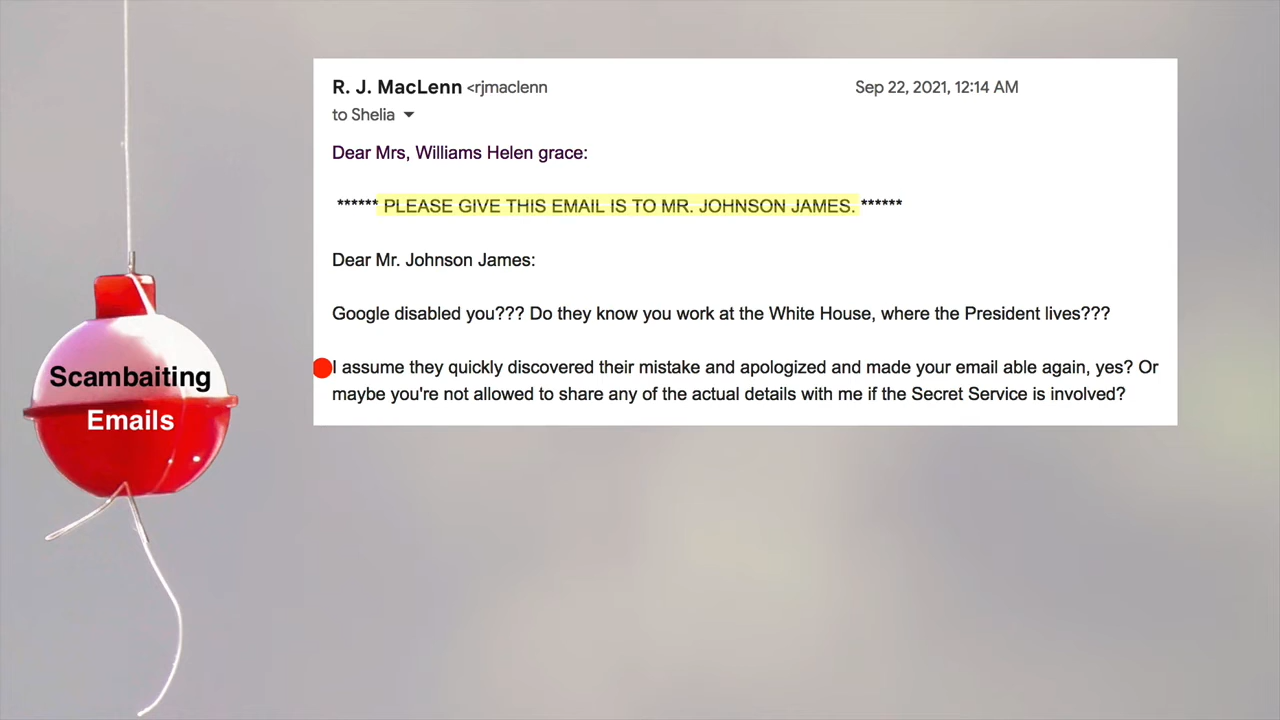 R. J. MacLenn <rjmaclenn
Sep 22, 2021, 12:14 AM
to Shelia
Dear Mrs, Williams Helen grace:
****** PLEASE GIVE THIS EMAIL IS TO MR. JOHNSON JAMES. ******
Dear Mr. Johnson James:
Google disabled you??? Do they know you work at the White House, where the President lives???
I assume they quickly discovered their mistake and apologized and made your email able again, yes? Or
maybe you're not allowed to share any of the actual details with me if the Secret Service is involved?
Scambaiting
Emails